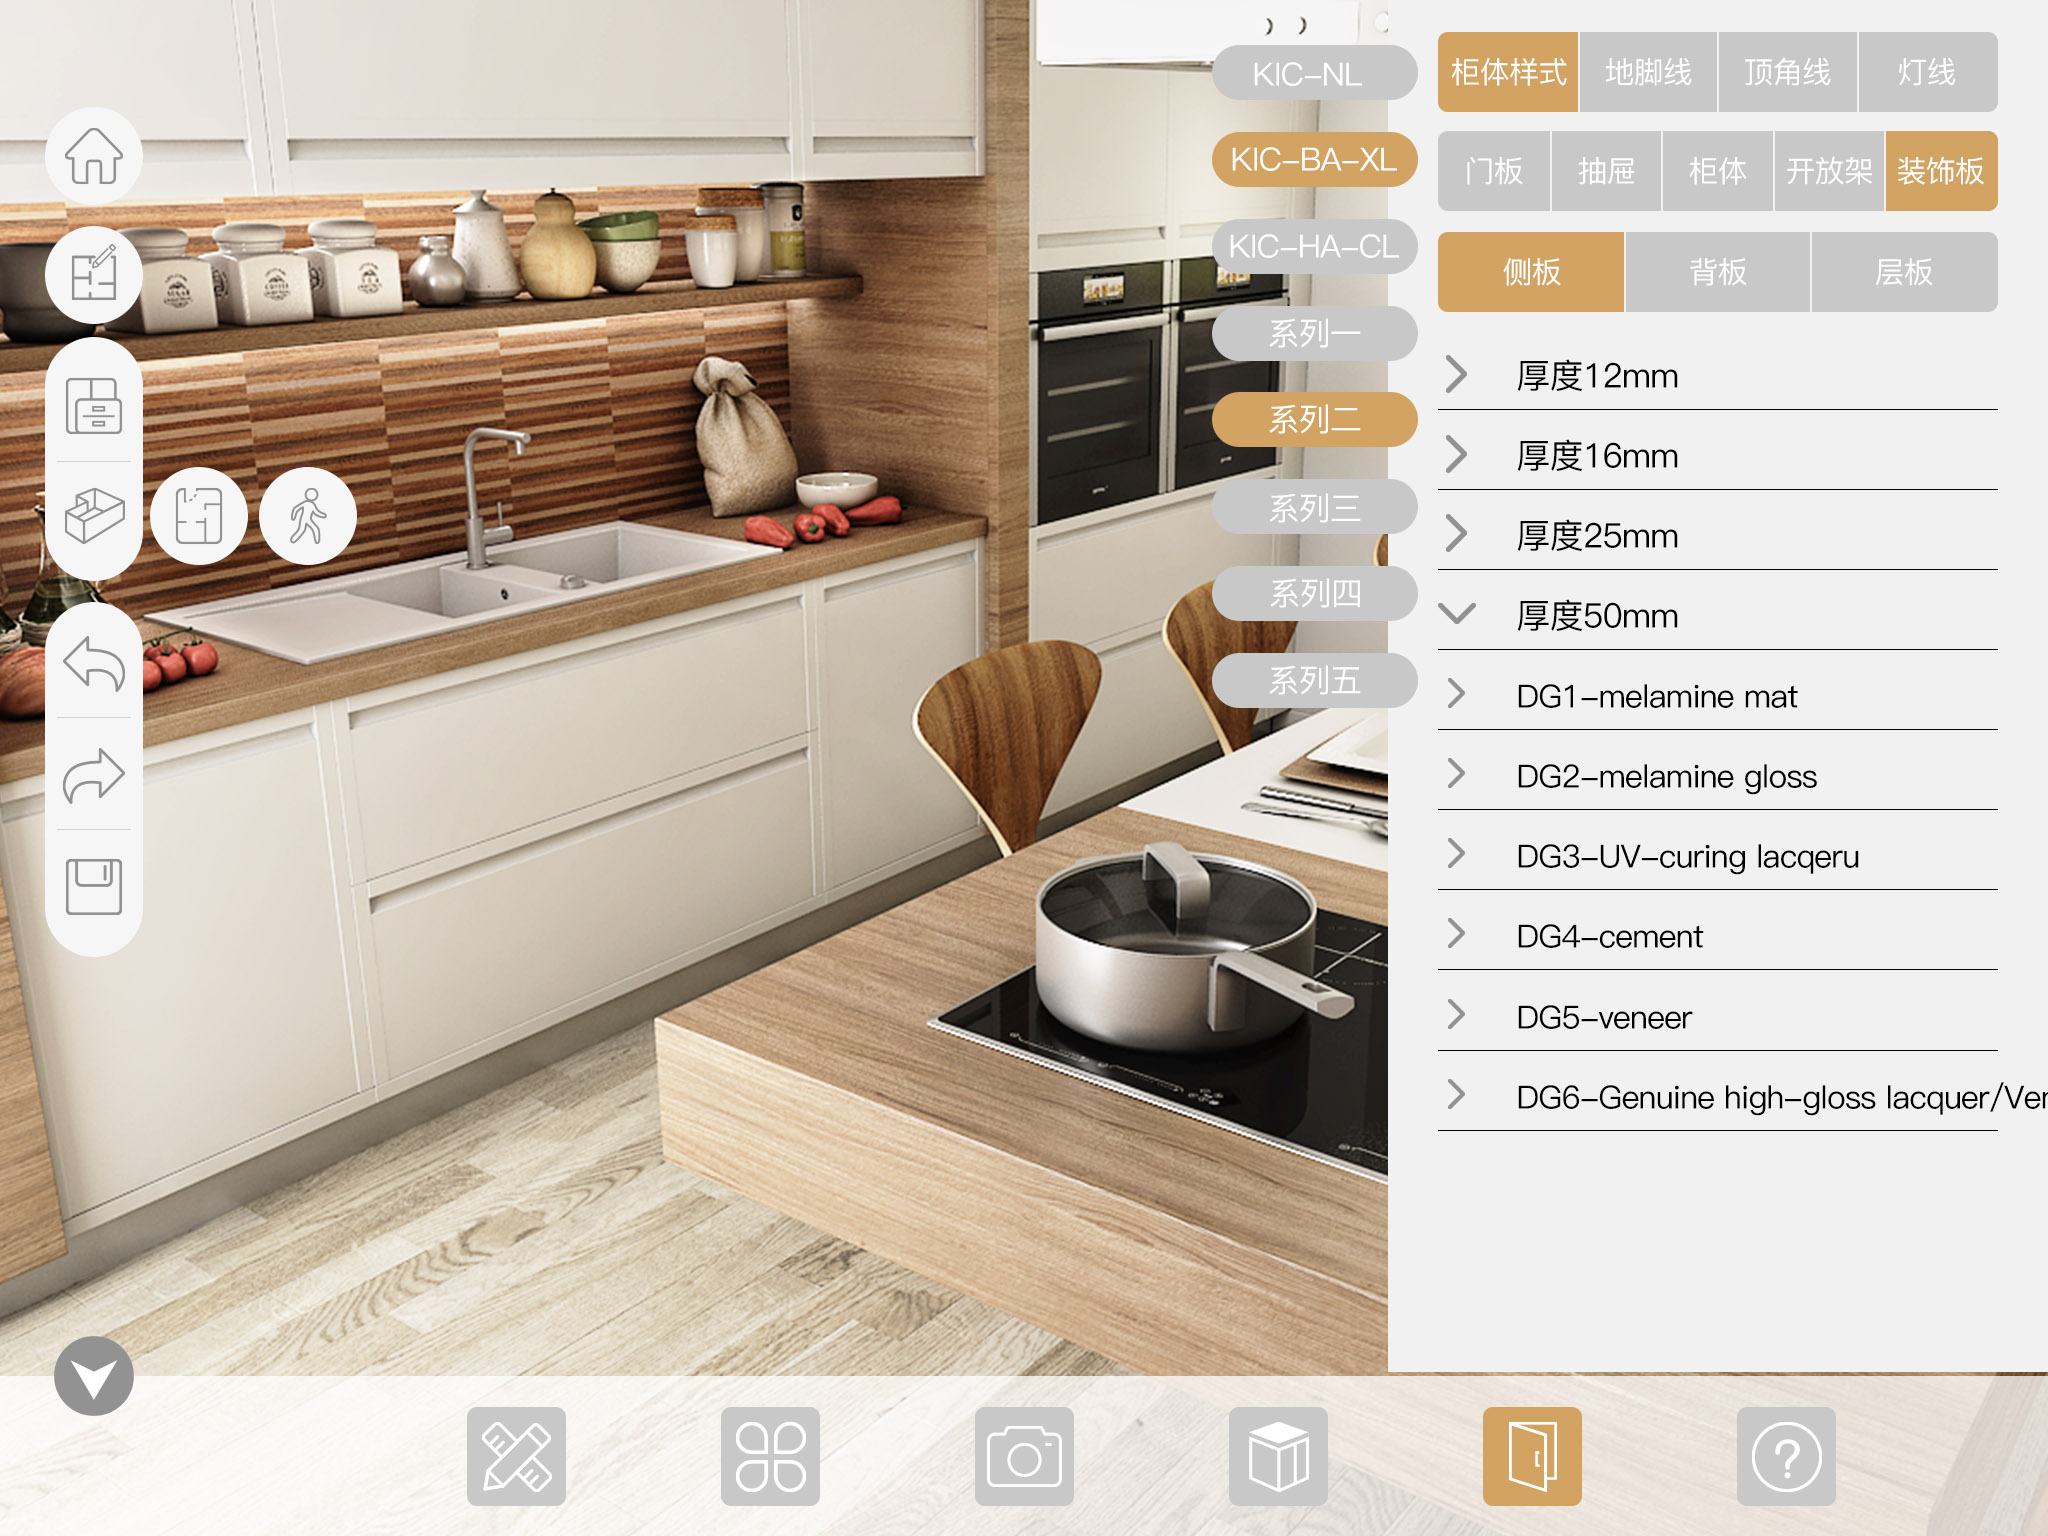 KIC-NL
KIC-BA-XL
KIC-HA-CL
系列一
系列二
系列三
系列四
系列五
柜体样式
地脚线
顶角线
灯线
门板
抽屉
柜体
开放架
装饰板
侧板
背板
层板
厚度12mm
厚度16mm
厚度25mm
厚度50mm
DG1-melamine mat
DG2-melamine gloss
DG3-UV-curing lacqeru
DG4-cement
DG5-veneer
DG6-Genuine high-gloss lacquer/Ver